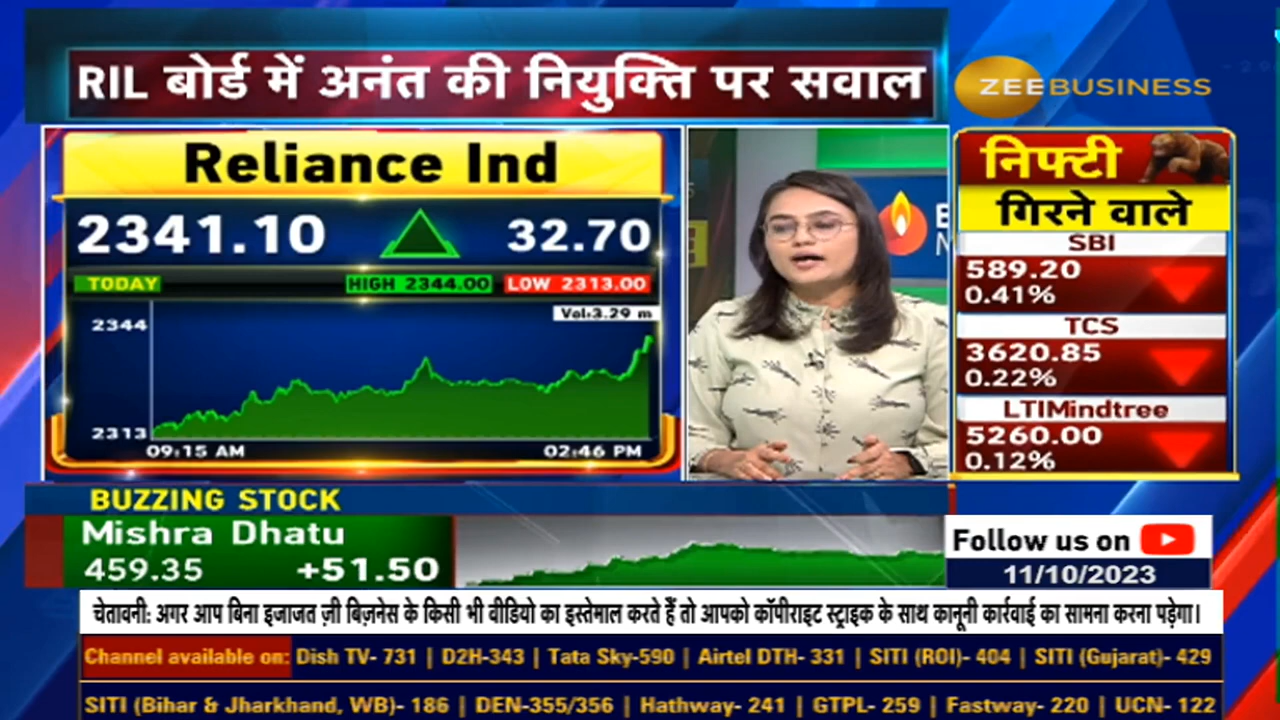 RIL बोर्ड में अनंत की नियुक्ति पर सवाल
ZEEBUSINESS
Reliance Ind
2341.10 32.70
TODAY HIGH 2344.00 LOW 2313.00
Vol:3.29 m
2344
2313
09:15 AM 02:46 PM
निफ्टी
गिरने वाले
SBI
589.20
0.41%
TCS
3620.85
0.22%
LTIMindtree
5260.00
0.12%
BUZZING STOCK
Mishra Dhatu
459.35 +51.50
Follow us on
11/10/2023
चेतावनी: अगर आप बिना इजाजत ज़ी बिज़नेस के किसी भी वीडियो का इस्तेमाल करते हैं तो आपको कॉपीराइट स्ट्राइक के साथ कानूनी कार्रवाई का सामना करना पड़ेगा।
Channel available on: Dish TV- 731 | D2H-343 | Tata Sky-590 | Airtel DTH- 331 | SITI (ROI)- 404 | SITI (Gujarat)- 429
SITI (Bihar & Jharkhand, WB)- 186 | DEN-355/356 | Hathway- 241 | GTPL- 259 | Fastway- 220 | UCN- 122